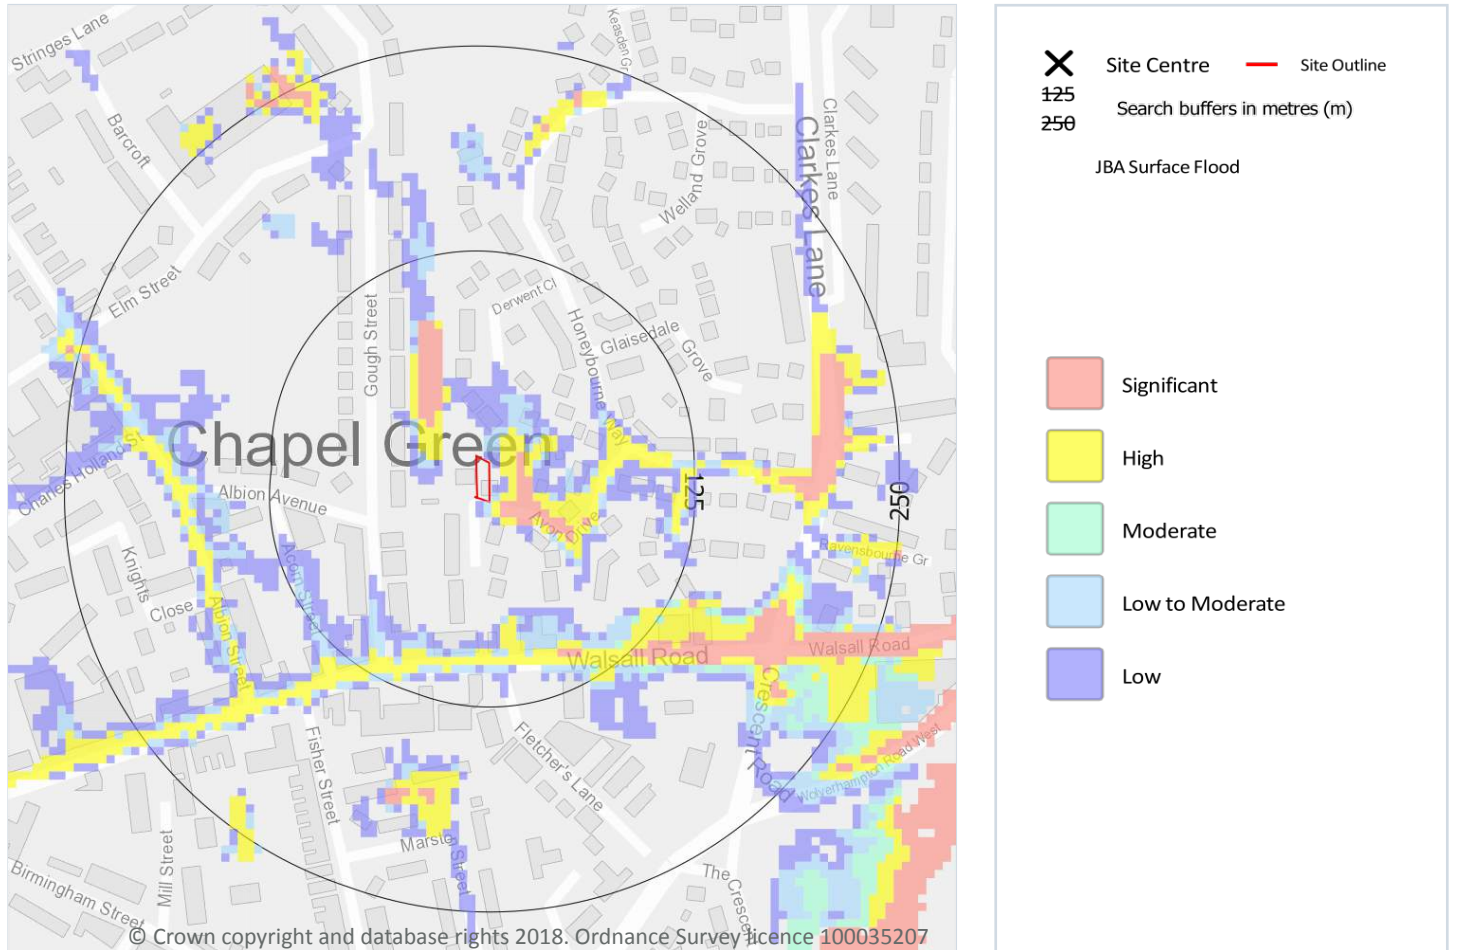 Stringes Lane
Keasden Gr
Barcroft
Clarkes Lane
Clarkes Lane
Welland Grove
Elm Street
Derwent Cl
Gough Street
Honeybourne Way
Glaisedale Grove
Chapel Green
Charles Holland St
Albion Avenue
125
250
Avon Drive
Ravensbourne Gr
Knights Close
Acorn Street
Albion Street
Walsall Road
Walsall Road
Crescent Road
Fisher Street
Fletcher's Lane
Wolverhampton Road West
Mill Street
Marston Street
Birmingham Street
The Crescent
© Crown copyright and database rights 2018. Ordnance Survey licence 100035207
Site Centre
Site Outline
125
250
Search buffers in metres (m)
JBA Surface Flood
Significant
High
Moderate
Low to Moderate
Low